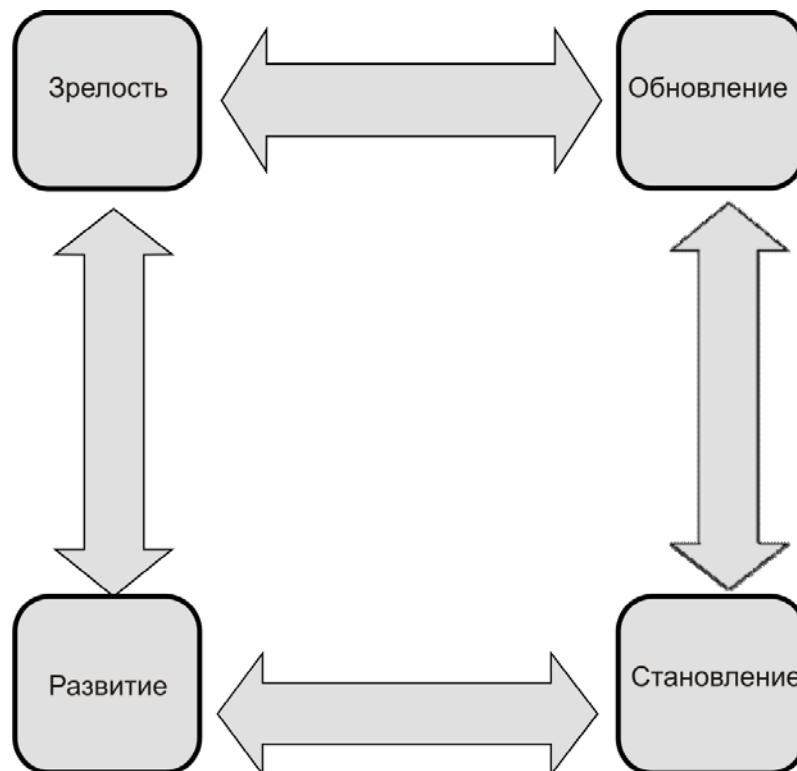 Зрелость
Обновление
Развитие
Становление